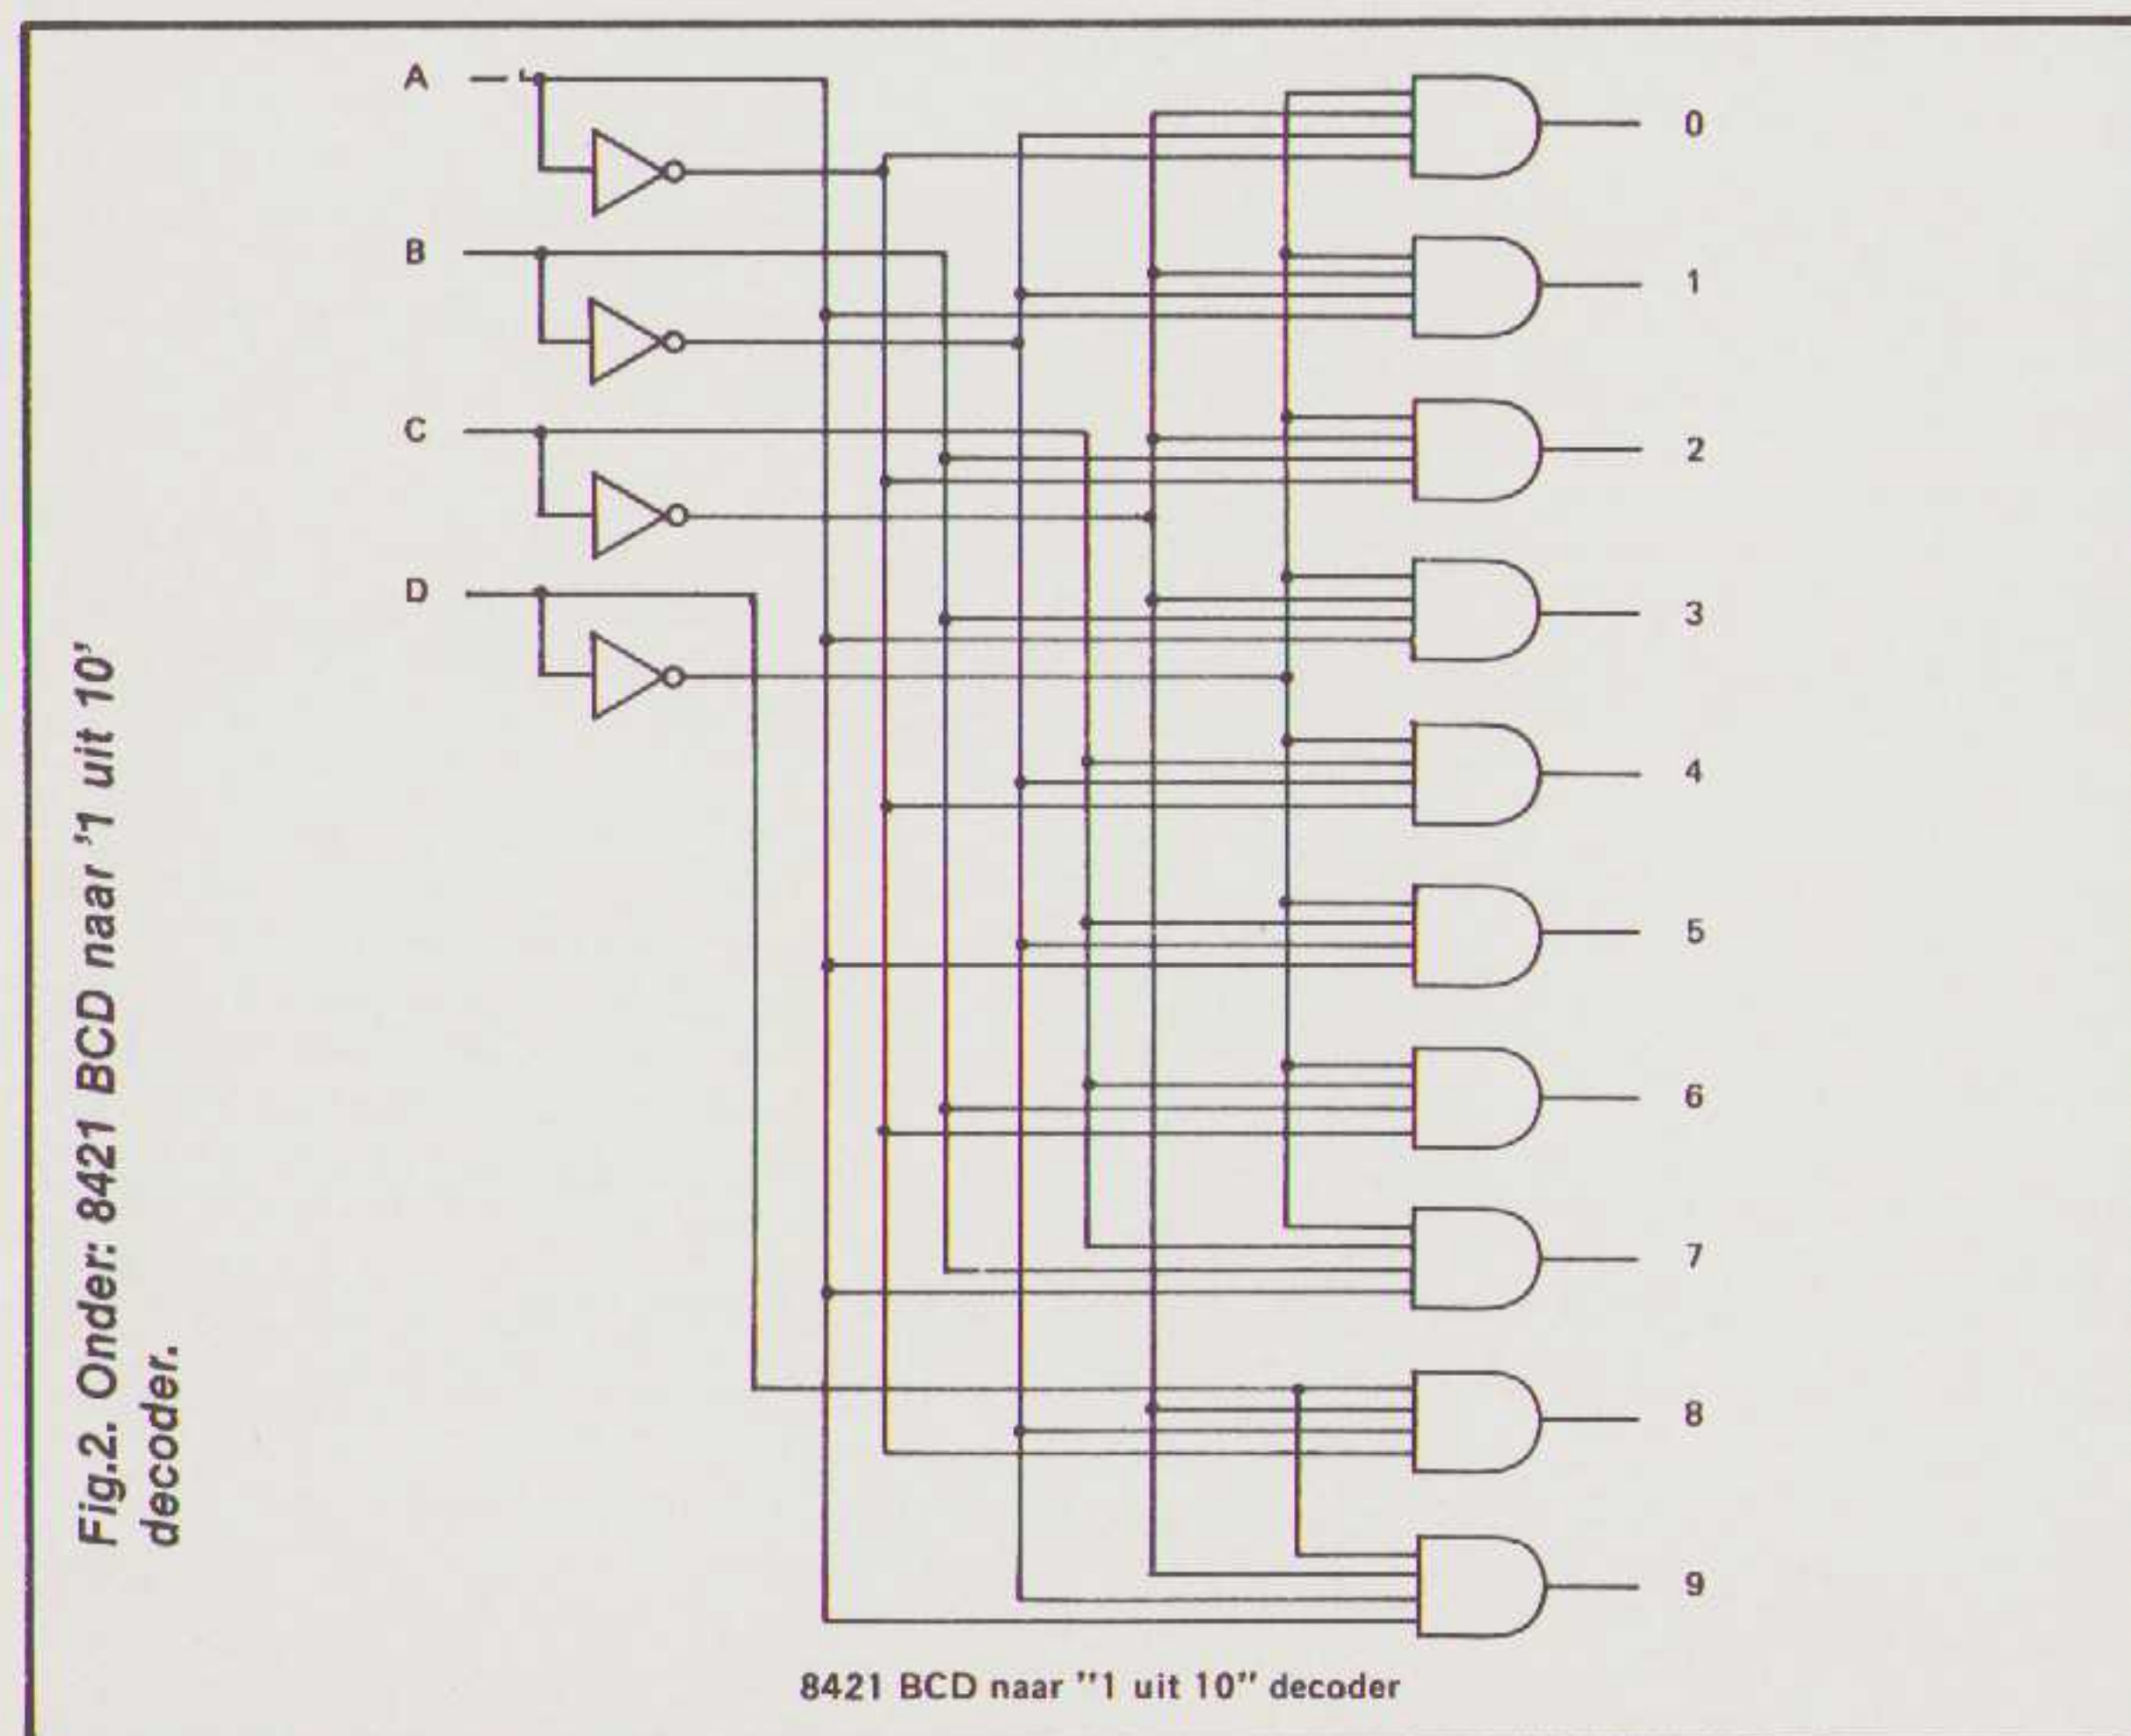 A
B
C
D
0
1
2
3
4
5
6
7
8
9
Fig.2. Onder: 8421 BCD naar '1 uit 10'
decoder.
8421 BCD naar "1 uit 10" decoder